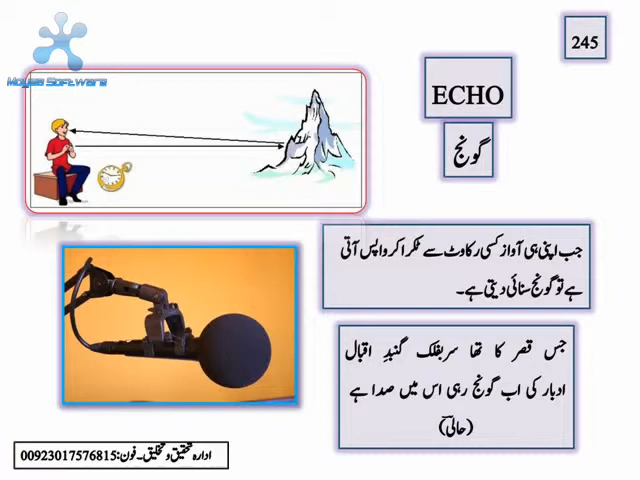 Moyea Software
245
ECHO
گونج
جب اپنی ہی آواز کسی رکاوٹ سے ٹکرا کر واپس آتی
ہے تو گونج سنائی دیتی ہے۔
جس قصر کا تھا سر بفلک گنبدِ اقبال
ادبار کی اب گونج رہی اس میں صدا ہے
(حالیؔ)
ادارہ تحقیق و تخلیق۔ فون: 00923017576815